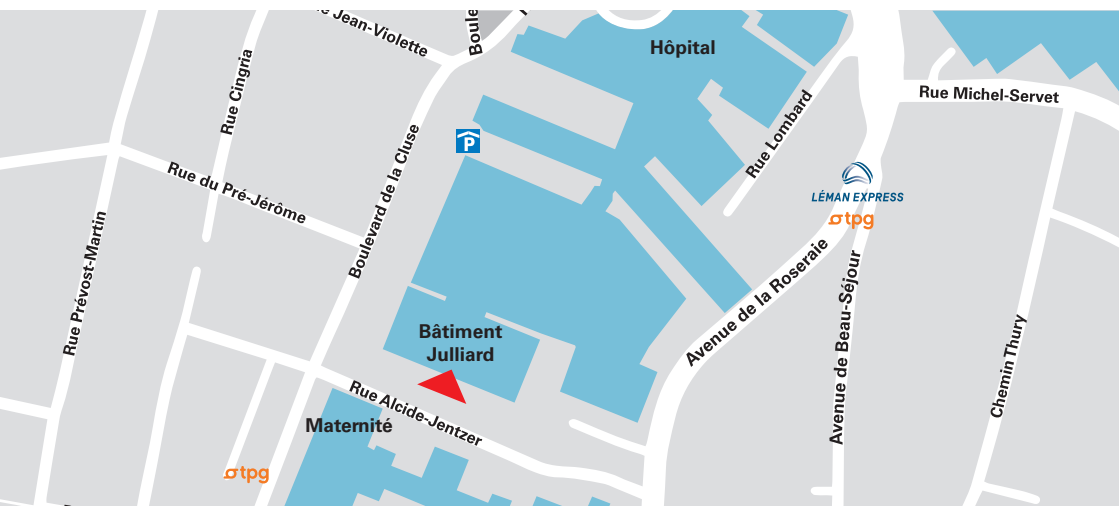 Jean-Violette
Boule
Hôpital
Rue Cingria
Rue Michel-Servet
Rue Lombard
P
Rue du Pré-Jérôme
Boulevard de la Cluse
LÉMAN EXPRESS
tpg
Rue Prévost-Martin
Avenue de la Roseraie
Avenue de Beau-Séjour
Bâtiment
Julliard
Chemin Thury
Rue Alcide-Jentzer
Maternité
tpg